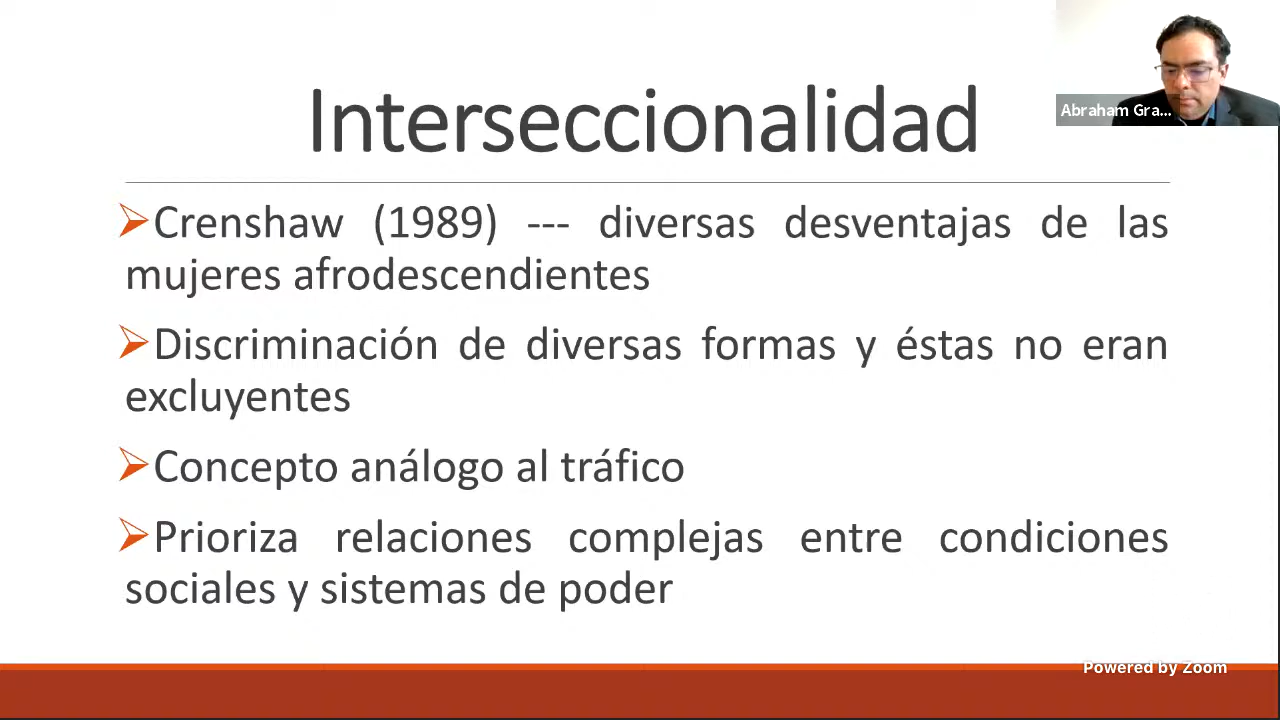 Interseccionalidad
Abraham Gra...
Crenshaw (1989) --- diversas desventajas de las
mujeres afrodescendientes
Discriminación de diversas formas y éstas no eran
excluyentes
Concepto análogo al tráfico
Prioriza relaciones complejas entre condiciones
sociales y sistemas de poder
Powered by Zoom